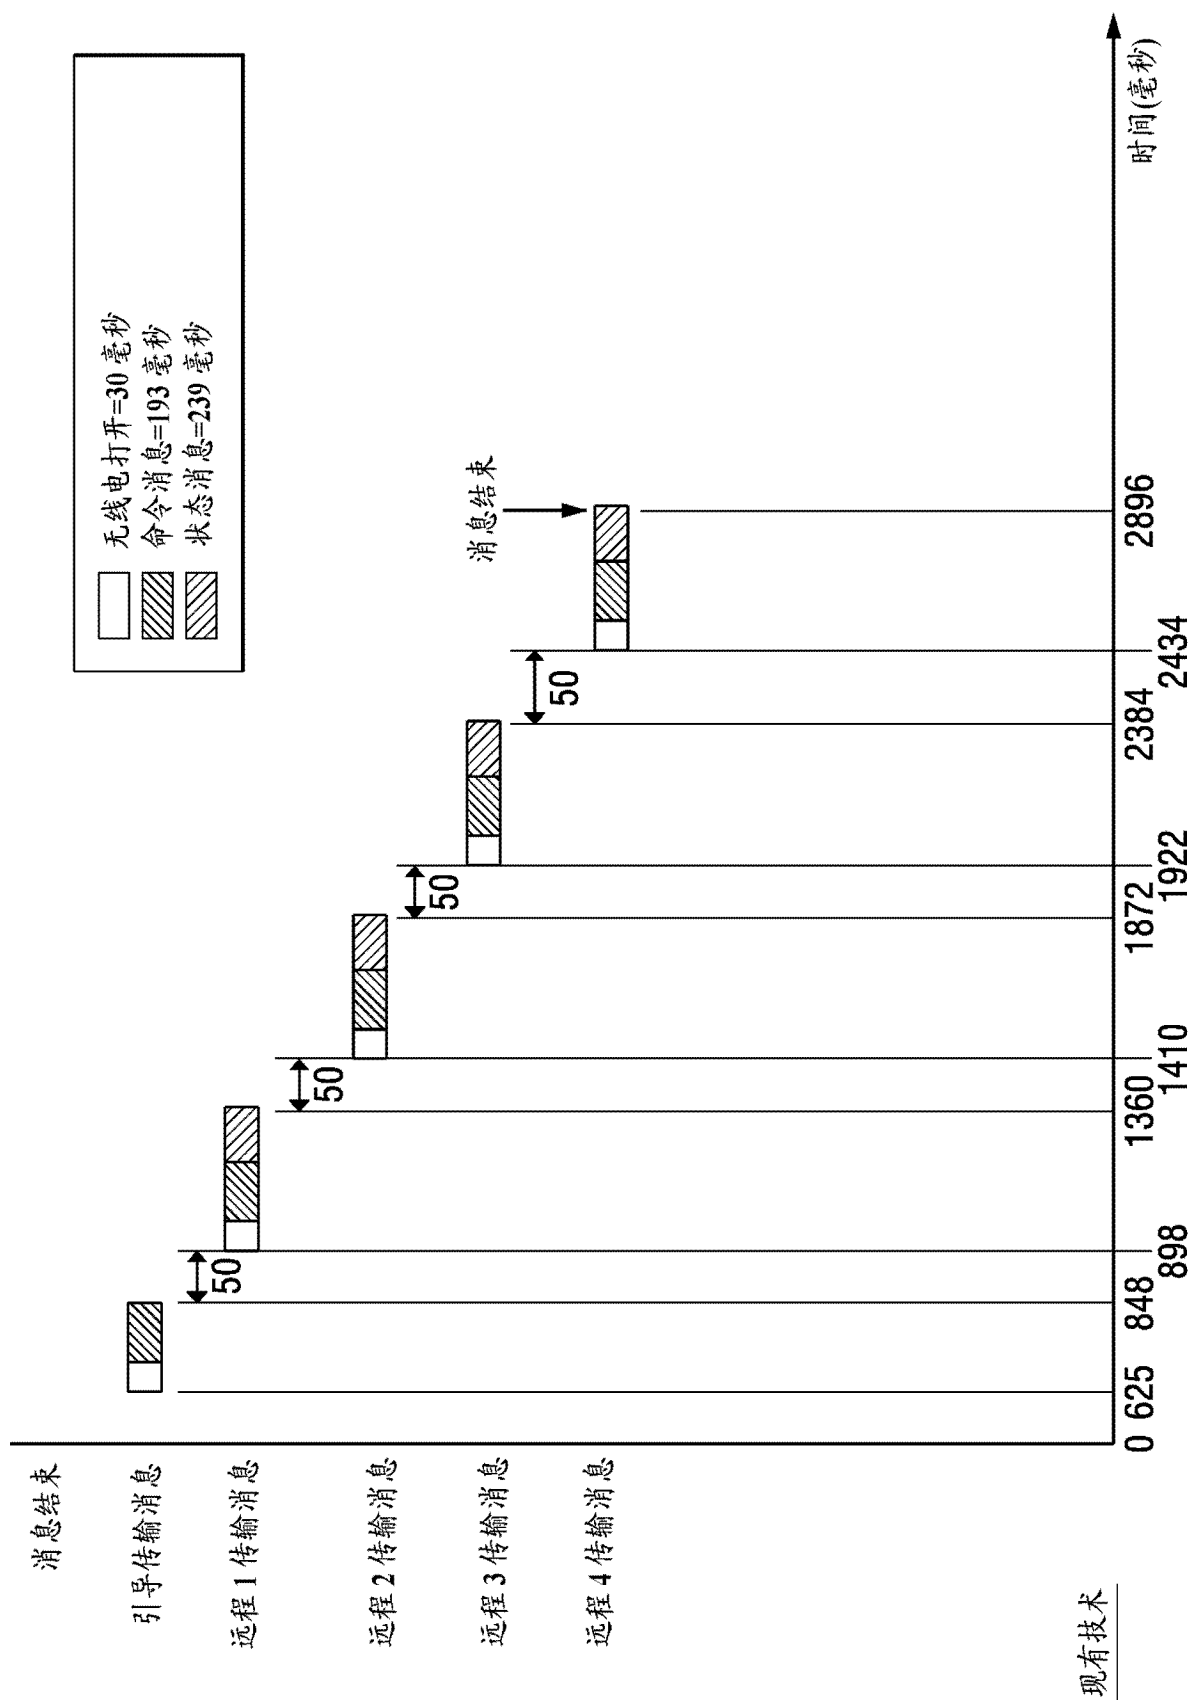 无线电打开=30 毫秒
命令消息=193 毫秒
状态消息=239 毫秒
消息结束
引导传输消息
远程 1 传输消息
远程 2 传输消息
远程 3 传输消息
远程 4 传输消息
50
50
50
50
消息结束
0 625 848 898 1360 1410 1872 1922 2384 2434 2896
时间(毫秒)
现有技术